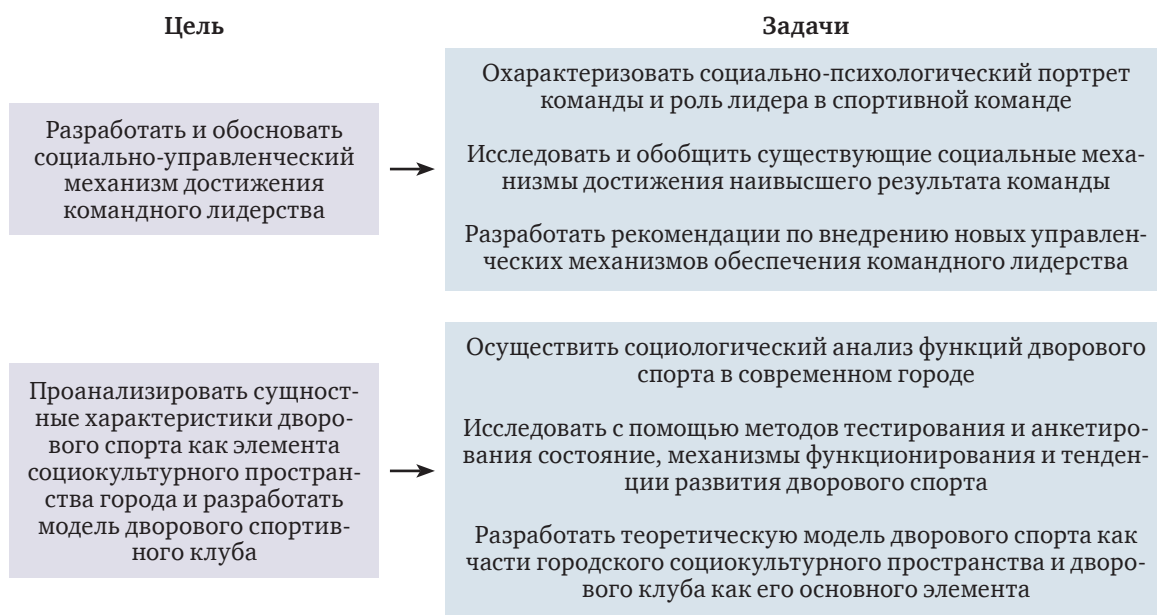 Цель
Задачи
Разработать и обосновать
социально-управленческий
механизм достижения
командного лидерства
Охарактеризовать социально-психологический портрет
команды и роль лидера в спортивной команде
Исследовать и обобщить существующие социальные меха-
низмы достижения наивысшего результата команды
Разработать рекомендации по внедрению новых управлен-
ческих механизмов обеспечения командного лидерства
Проанализировать сущност-
ные характеристики дворо-
вого спорта как элемента
социокультурного простран-
ства города и разработать
модель дворового спортив-
ного клуба
Осуществить социологический анализ функций дворового
спорта в современном городе
Исследовать с помощью методов тестирования и анкетиро-
вания состояние, механизмы функционирования и тенден-
ции развития дворового спорта
Разработать теоретическую модель дворового спорта как
части городского социокультурного пространства и дворо-
вого клуба как его основного элемента